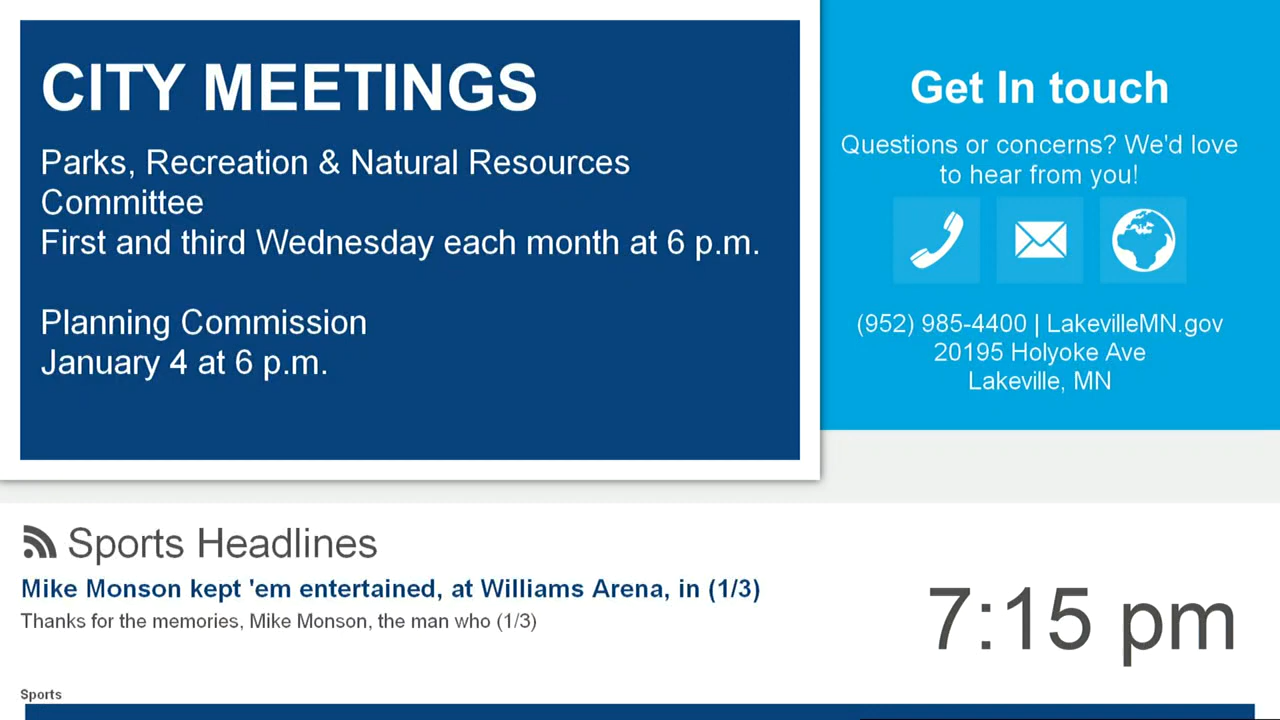 CITY MEETINGS
Parks, Recreation & Natural Resources
Committee
First and third Wednesday each month at 6 p.m.
Planning Commission
January 4 at 6 p.m.
Get In touch
Questions or concerns? We'd love
to hear from you!
(952) 985-4400 | LakevilleMN.gov
20195 Holyoke Ave
Lakeville, MN
Sports Headlines
Mike Monson kept 'em entertained, at Williams Arena, in (1/3)
Thanks for the memories, Mike Monson, the man who (1/3)
7:15 pm
Sports